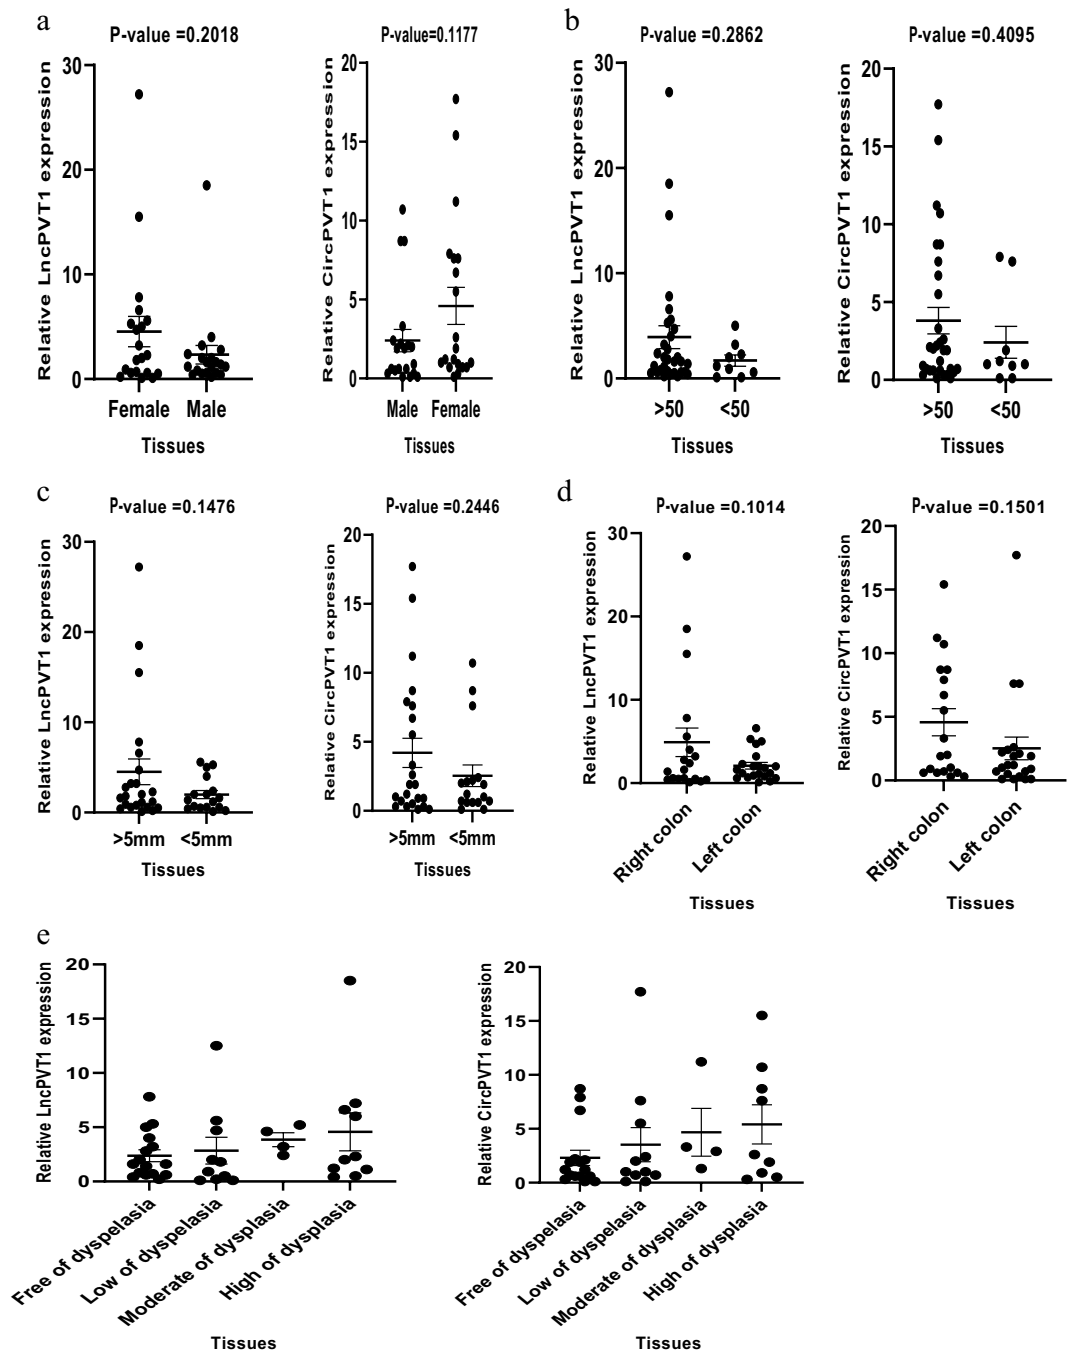 a
P-value =0.2018
Relative LncPVT1 expression
30
20
10
0
Female Male
Tissues
P-value=0.1177
Relative CircPVT1 expression
20
15
10
5
0
Male Female
Tissues
b
P-value =0.2862
Relative LncPVT1 expression
30
20
10
0
>50 <50
Tissues
P-value =0.4095
Relative CircPVT1 expression
20
15
10
5
0
>50 <50
Tissues
c
P-value =0.1476
Relative LncPVT1 expression
30
20
10
0
>5mm <5mm
Tissues
P-value =0.2446
Relative CircPVT1 expression
20
15
10
5
0
>5mm <5mm
Tissues
d
P-value =0.1014
Relative LncPVT1 expression
30
20
10
0
Right colon
Left colon
Tissues
P-value =0.1501
Relative CircPVT1 expression
20
15
10
5
0
Right colon
Left colon
Tissues
e
Relative LncPVT1 expression
20
15
10
5
0
Free of dyspelasia
Low of dyspelasia
Moderate of dysplasia
High of dysplasia
Tissues
Relative CircPVT1 expression
20
15
10
5
0
Free of dyspelasia
Low of dyspelasia
Moderate of dysplasia
High of dysplasia
Tissues